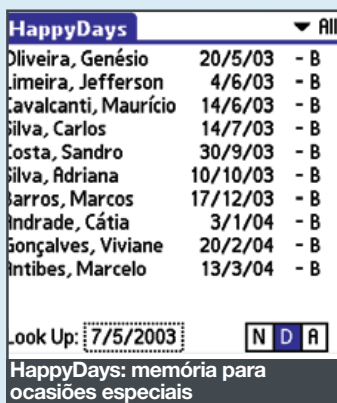 HappyDays ▼ All
Oliveira, Genésio 20/5/03 - B
Limeira, Jefferson 4/6/03 - B
Cavalcanti, Maurício 14/6/03 - B
Silva, Carlos 14/7/03 - B
Costa, Sandro 30/9/03 - B
Silva, Adriana 10/10/03 - B
Barros, Marcos 17/12/03 - B
Andrade, Cátia 3/1/04 - B
Gonçalves, Viviane 20/2/04 - B
Antibes, Marcelo 13/3/04 - B
Look Up: 7/5/2003 N D A
HappyDays: memória para
ocasiões especiais